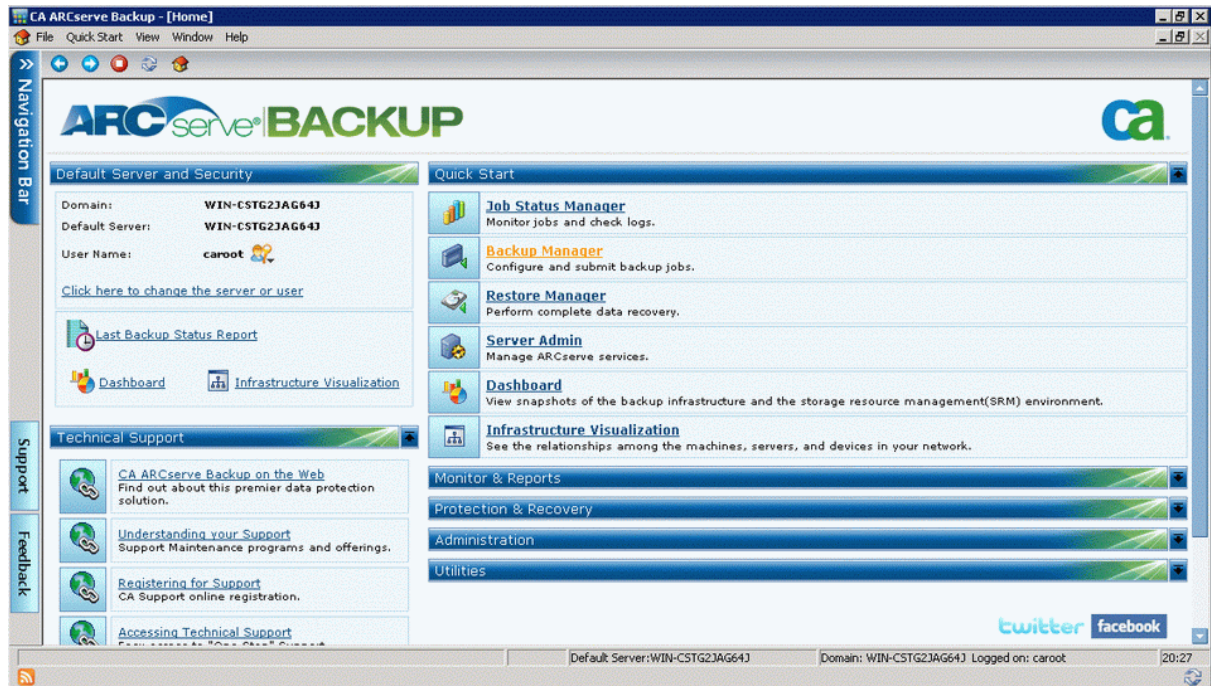 CA ARCserve Backup - [Home]
File Quick Start View Window Help
Navigation Bar
ARCserve® BACKUP
ca
Default Server and Security
Domain: WIN-CSTG2JAG64J
Default Server: WIN-CSTG2JAG64J
User Name: caroot
Click here to change the server or user
Last Backup Status Report
Dashboard
Infrastructure Visualization
Support
Feedback
Technical Support
CA ARCserve Backup on the Web
Find out about this premier data protection
solution.
Understanding your Support
Support Maintenance programs and offerings.
Registering for Support
CA Support online registration.
Accessing Technical Support
Quick Start
Job Status Manager
Monitor jobs and check logs.
Backup Manager
Configure and submit backup jobs.
Restore Manager
Perform complete data recovery.
Server Admin
Manage ARCserve services.
Dashboard
View snapshots of the backup infrastructure and the storage resource management(SRM) environment.
Infrastructure Visualization
See the relationships among the machines, servers, and devices in your network.
Monitor & Reports
Protection & Recovery
Administration
Utilities
twitter
facebook
Default Server:WIN-CSTG2JAG64J
Domain: WIN-CSTG2JAG64J Logged on: caroot
20:27